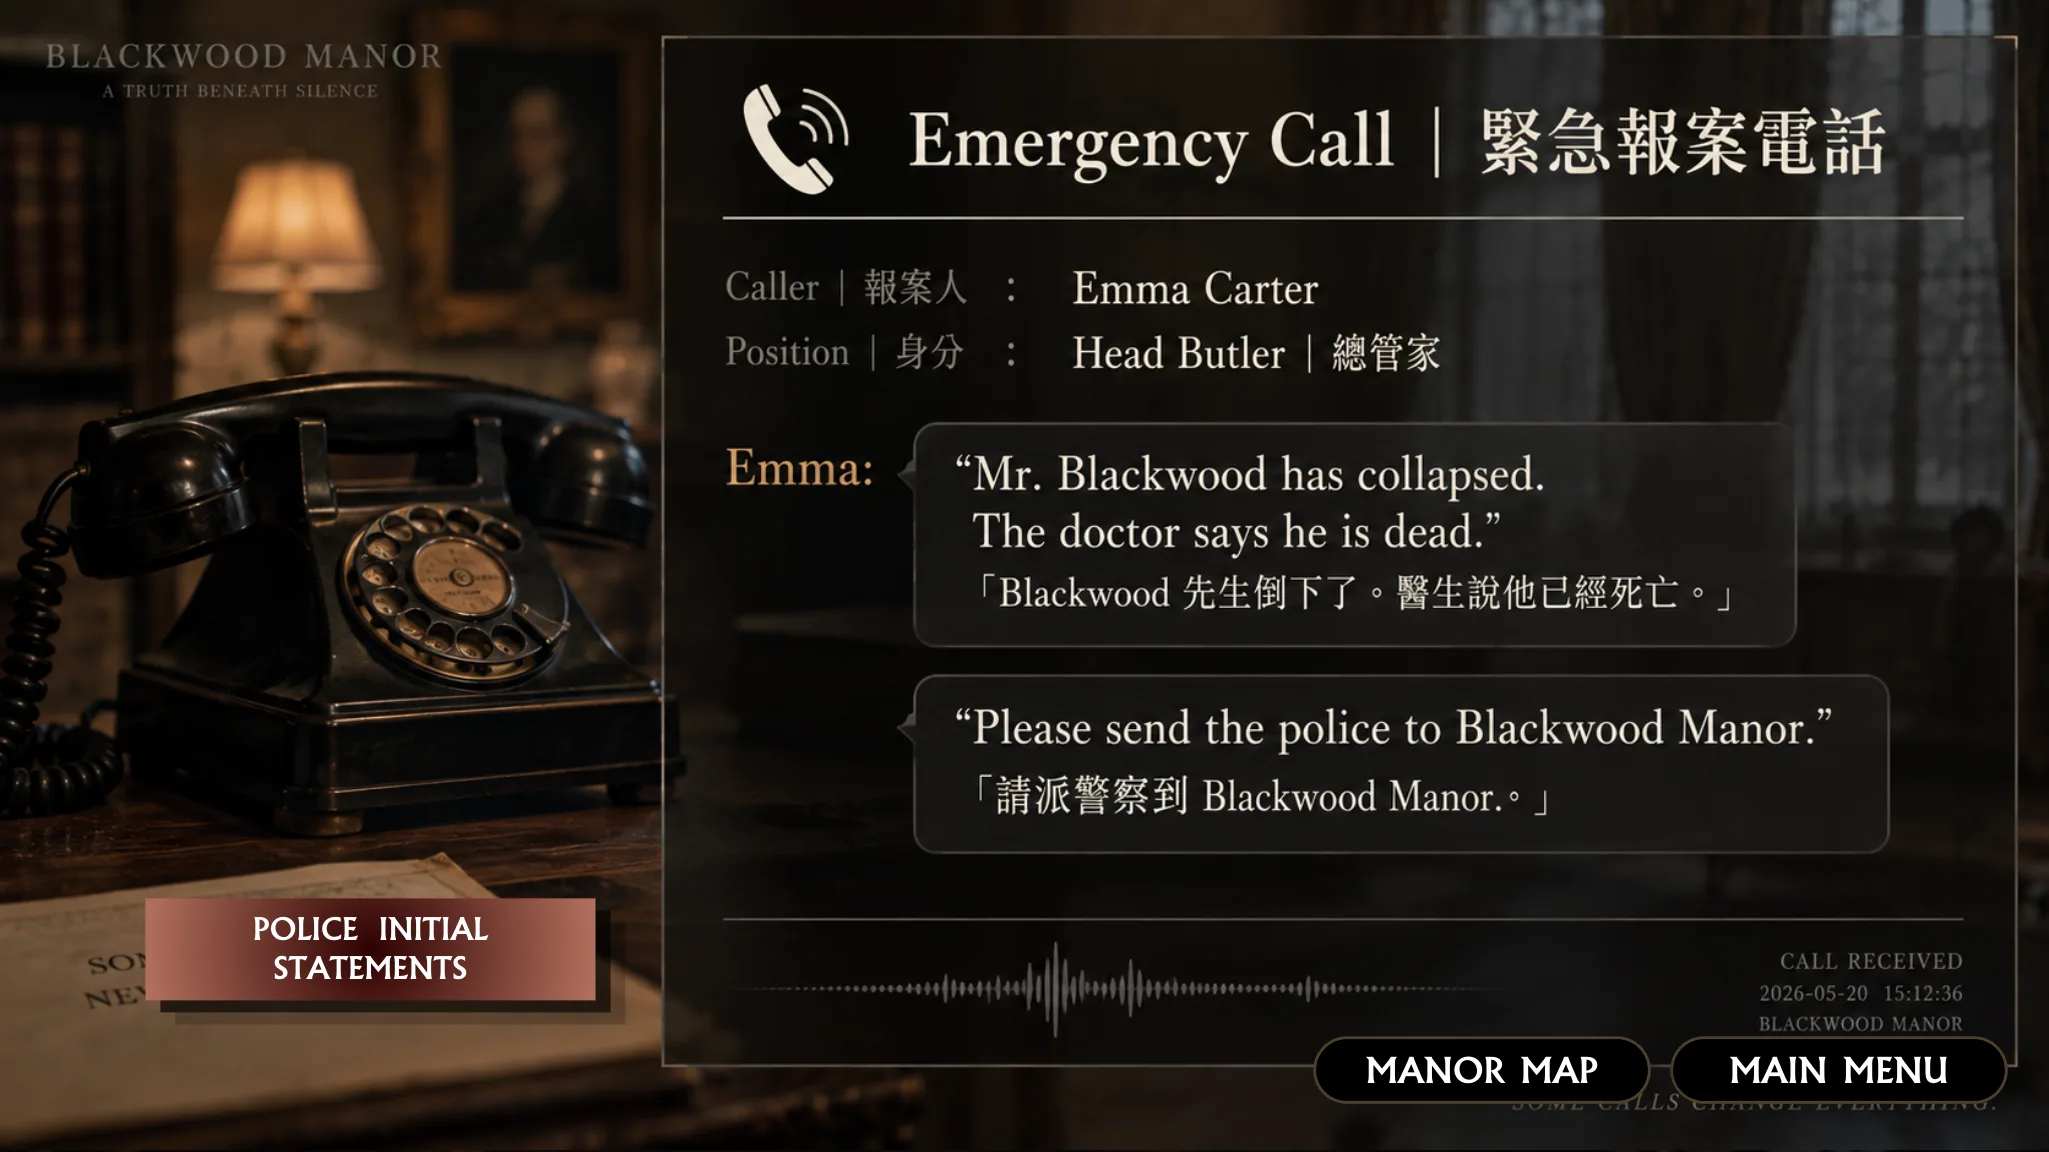 BLACKWOOD MANOR
A TRUTH BENEATH SILENCE
Emergency Call | 緊急報案電話
Caller | 報案人 : Emma Carter
Position | 身分 : Head Butler | 總管家
Emma:
“Mr. Blackwood has collapsed.
The doctor says he is dead.”
「Blackwood 先生倒下了。醫生說他已經死亡。」
“Please send the police to Blackwood Manor.”
「請派警察到 Blackwood Manor.。」
POLICE INITIAL
STATEMENTS
CALL RECEIVED
2026-05-20 15:12:36
BLACKWOOD MANOR
MANOR MAP
MAIN MENU
SOME CALLS CHANGE EVERYTHING.